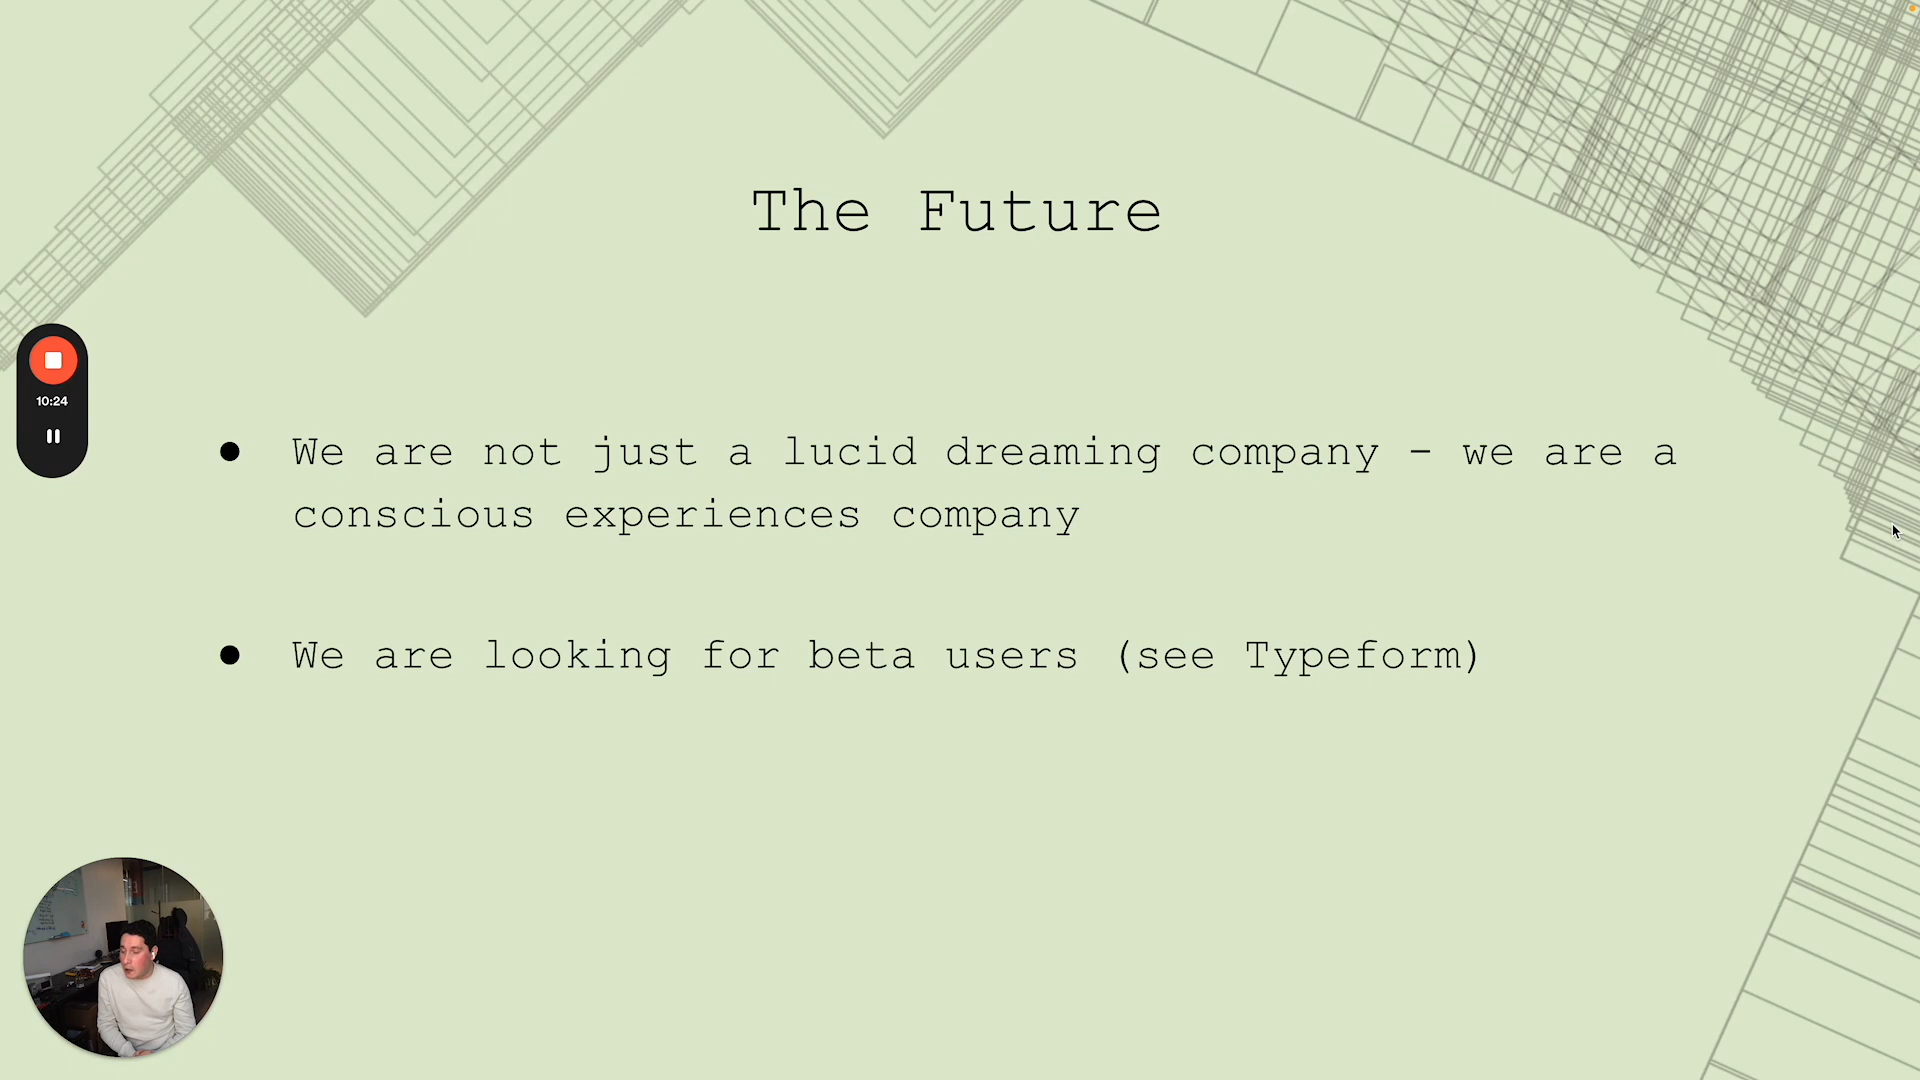 The Future
10:24
● We are not just a lucid dreaming company - we are a
conscious experiences company
● We are looking for beta users (see Typeform)